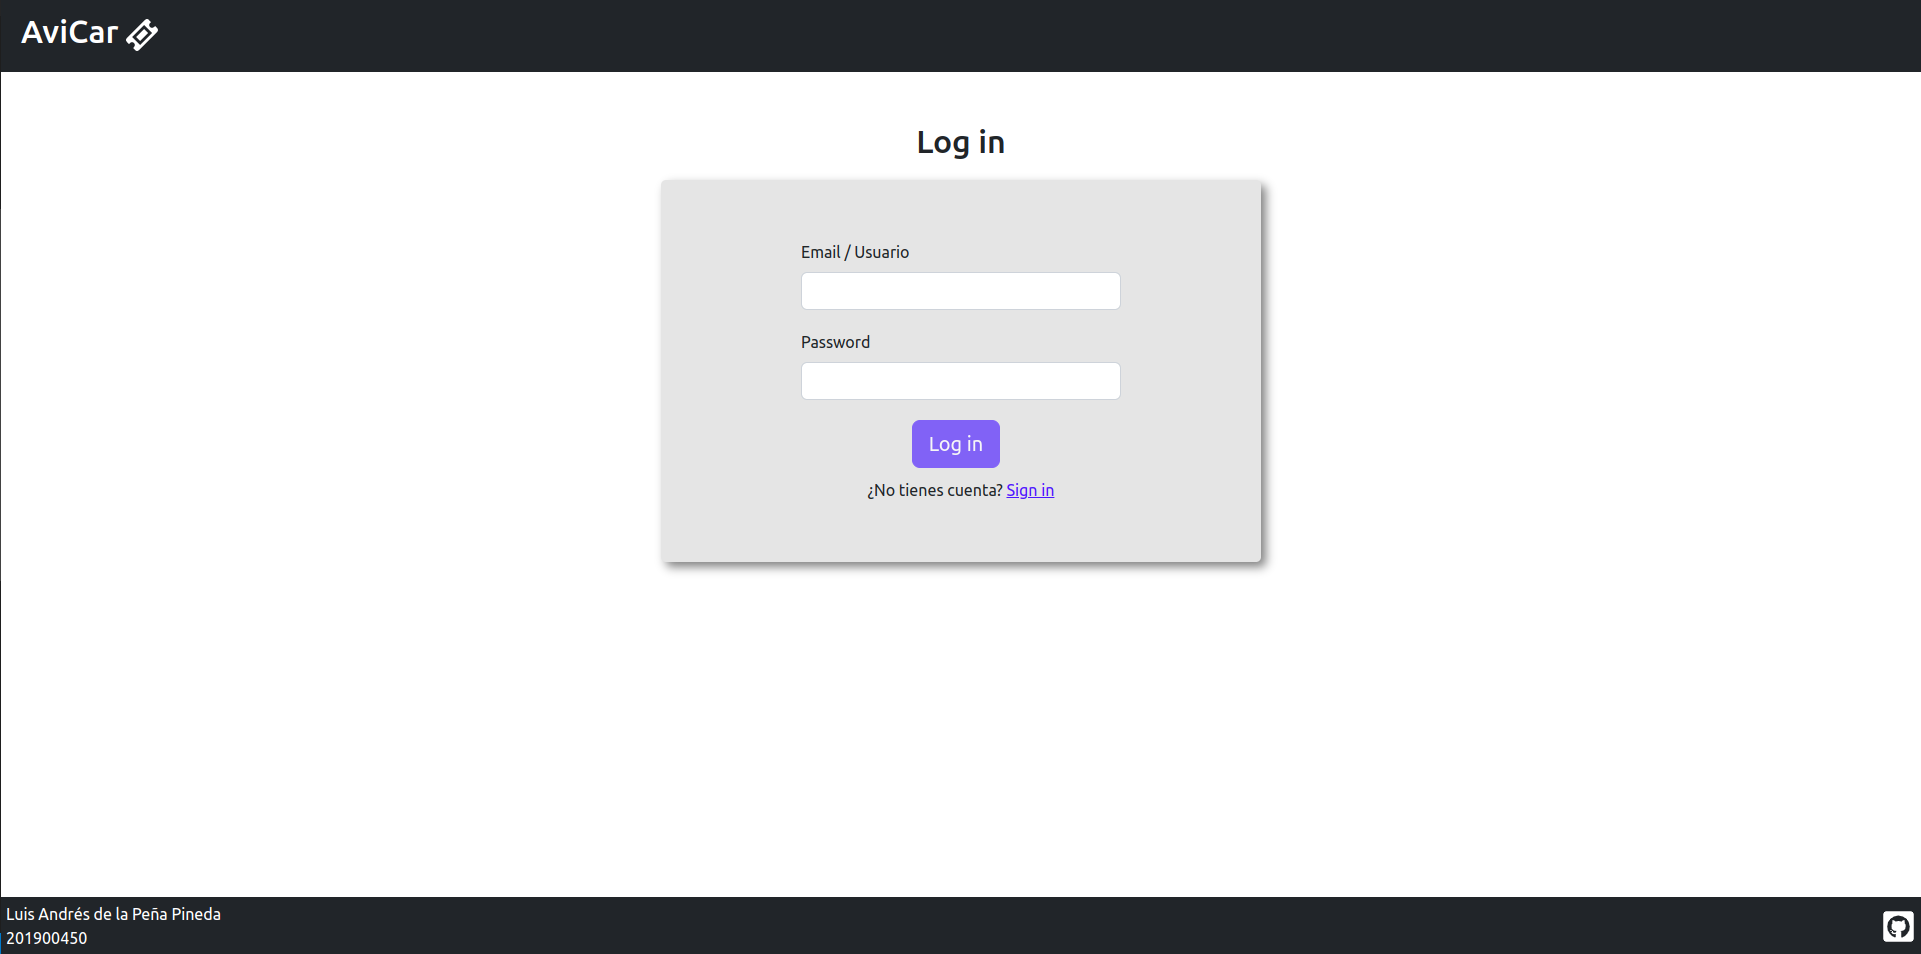 AviCar
Log in
Email / Usuario
Password
Log in
¿No tienes cuenta? Sign in
Luis Andrés de la Peña Pineda
201900450